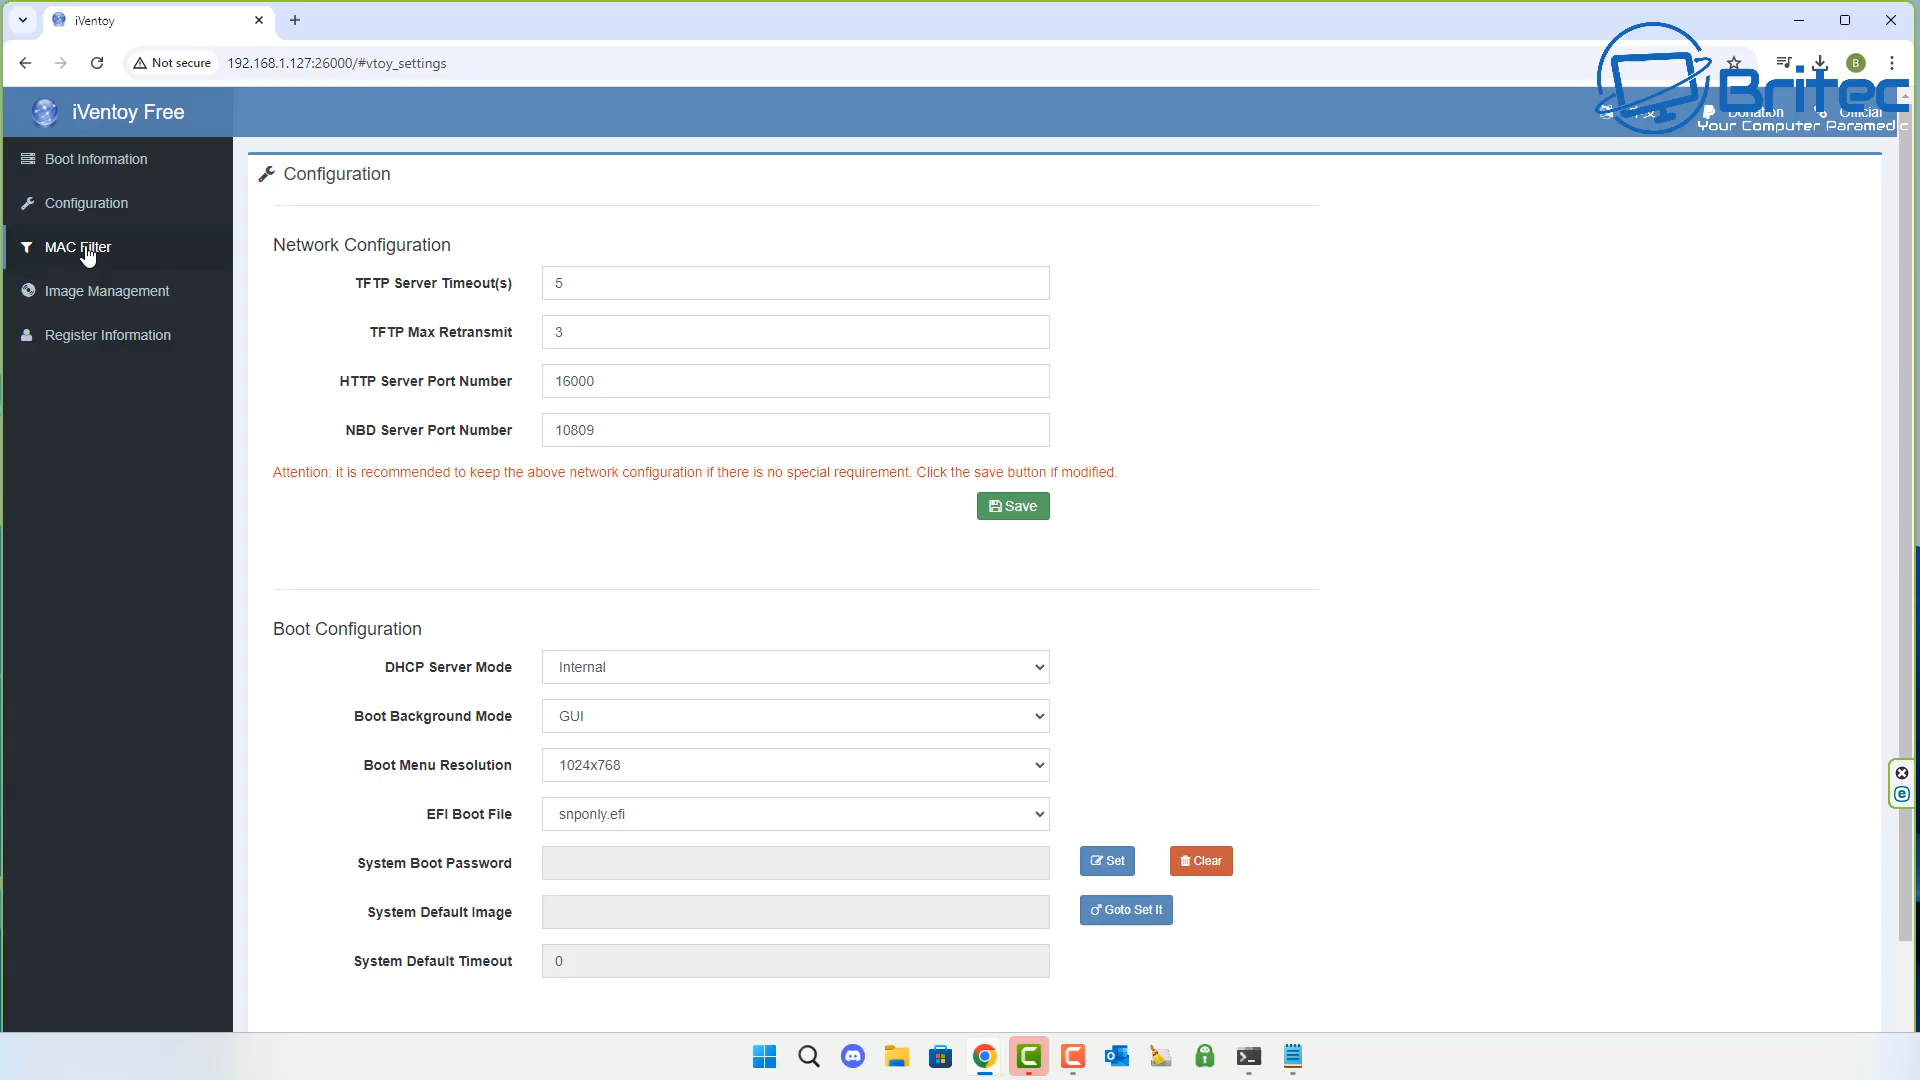 iVentoy
Not secure
192.168.1.127:26000/#vtoy_settings
B
Britec
Your Computer Paramedic
iVentoy Free
Donation
Official
Boot Information
Configuration
MAC Filter
Image Management
Register Information
Configuration
Network Configuration
TFTP Server Timeout(s)
5
TFTP Max Retransmit
3
HTTP Server Port Number
16000
NBD Server Port Number
10809
Attention: it is recommended to keep the above network configuration if there is no special requirement. Click the save button if modified.
Save
Boot Configuration
DHCP Server Mode
Internal
Boot Background Mode
GUI
Boot Menu Resolution
1024x768
EFI Boot File
snponly.efi
System Boot Password
Set
Clear
System Default Image
Goto Set It
System Default Timeout
0